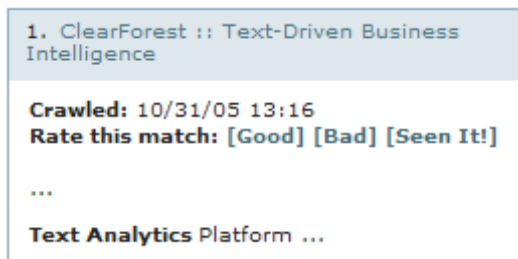 1. ClearForest :: Text-Driven Business
Intelligence
Crawled: 10/31/05 13:16
Rate this match: [Good] [Bad] [Seen It!]
...
Text Analytics Platform ...